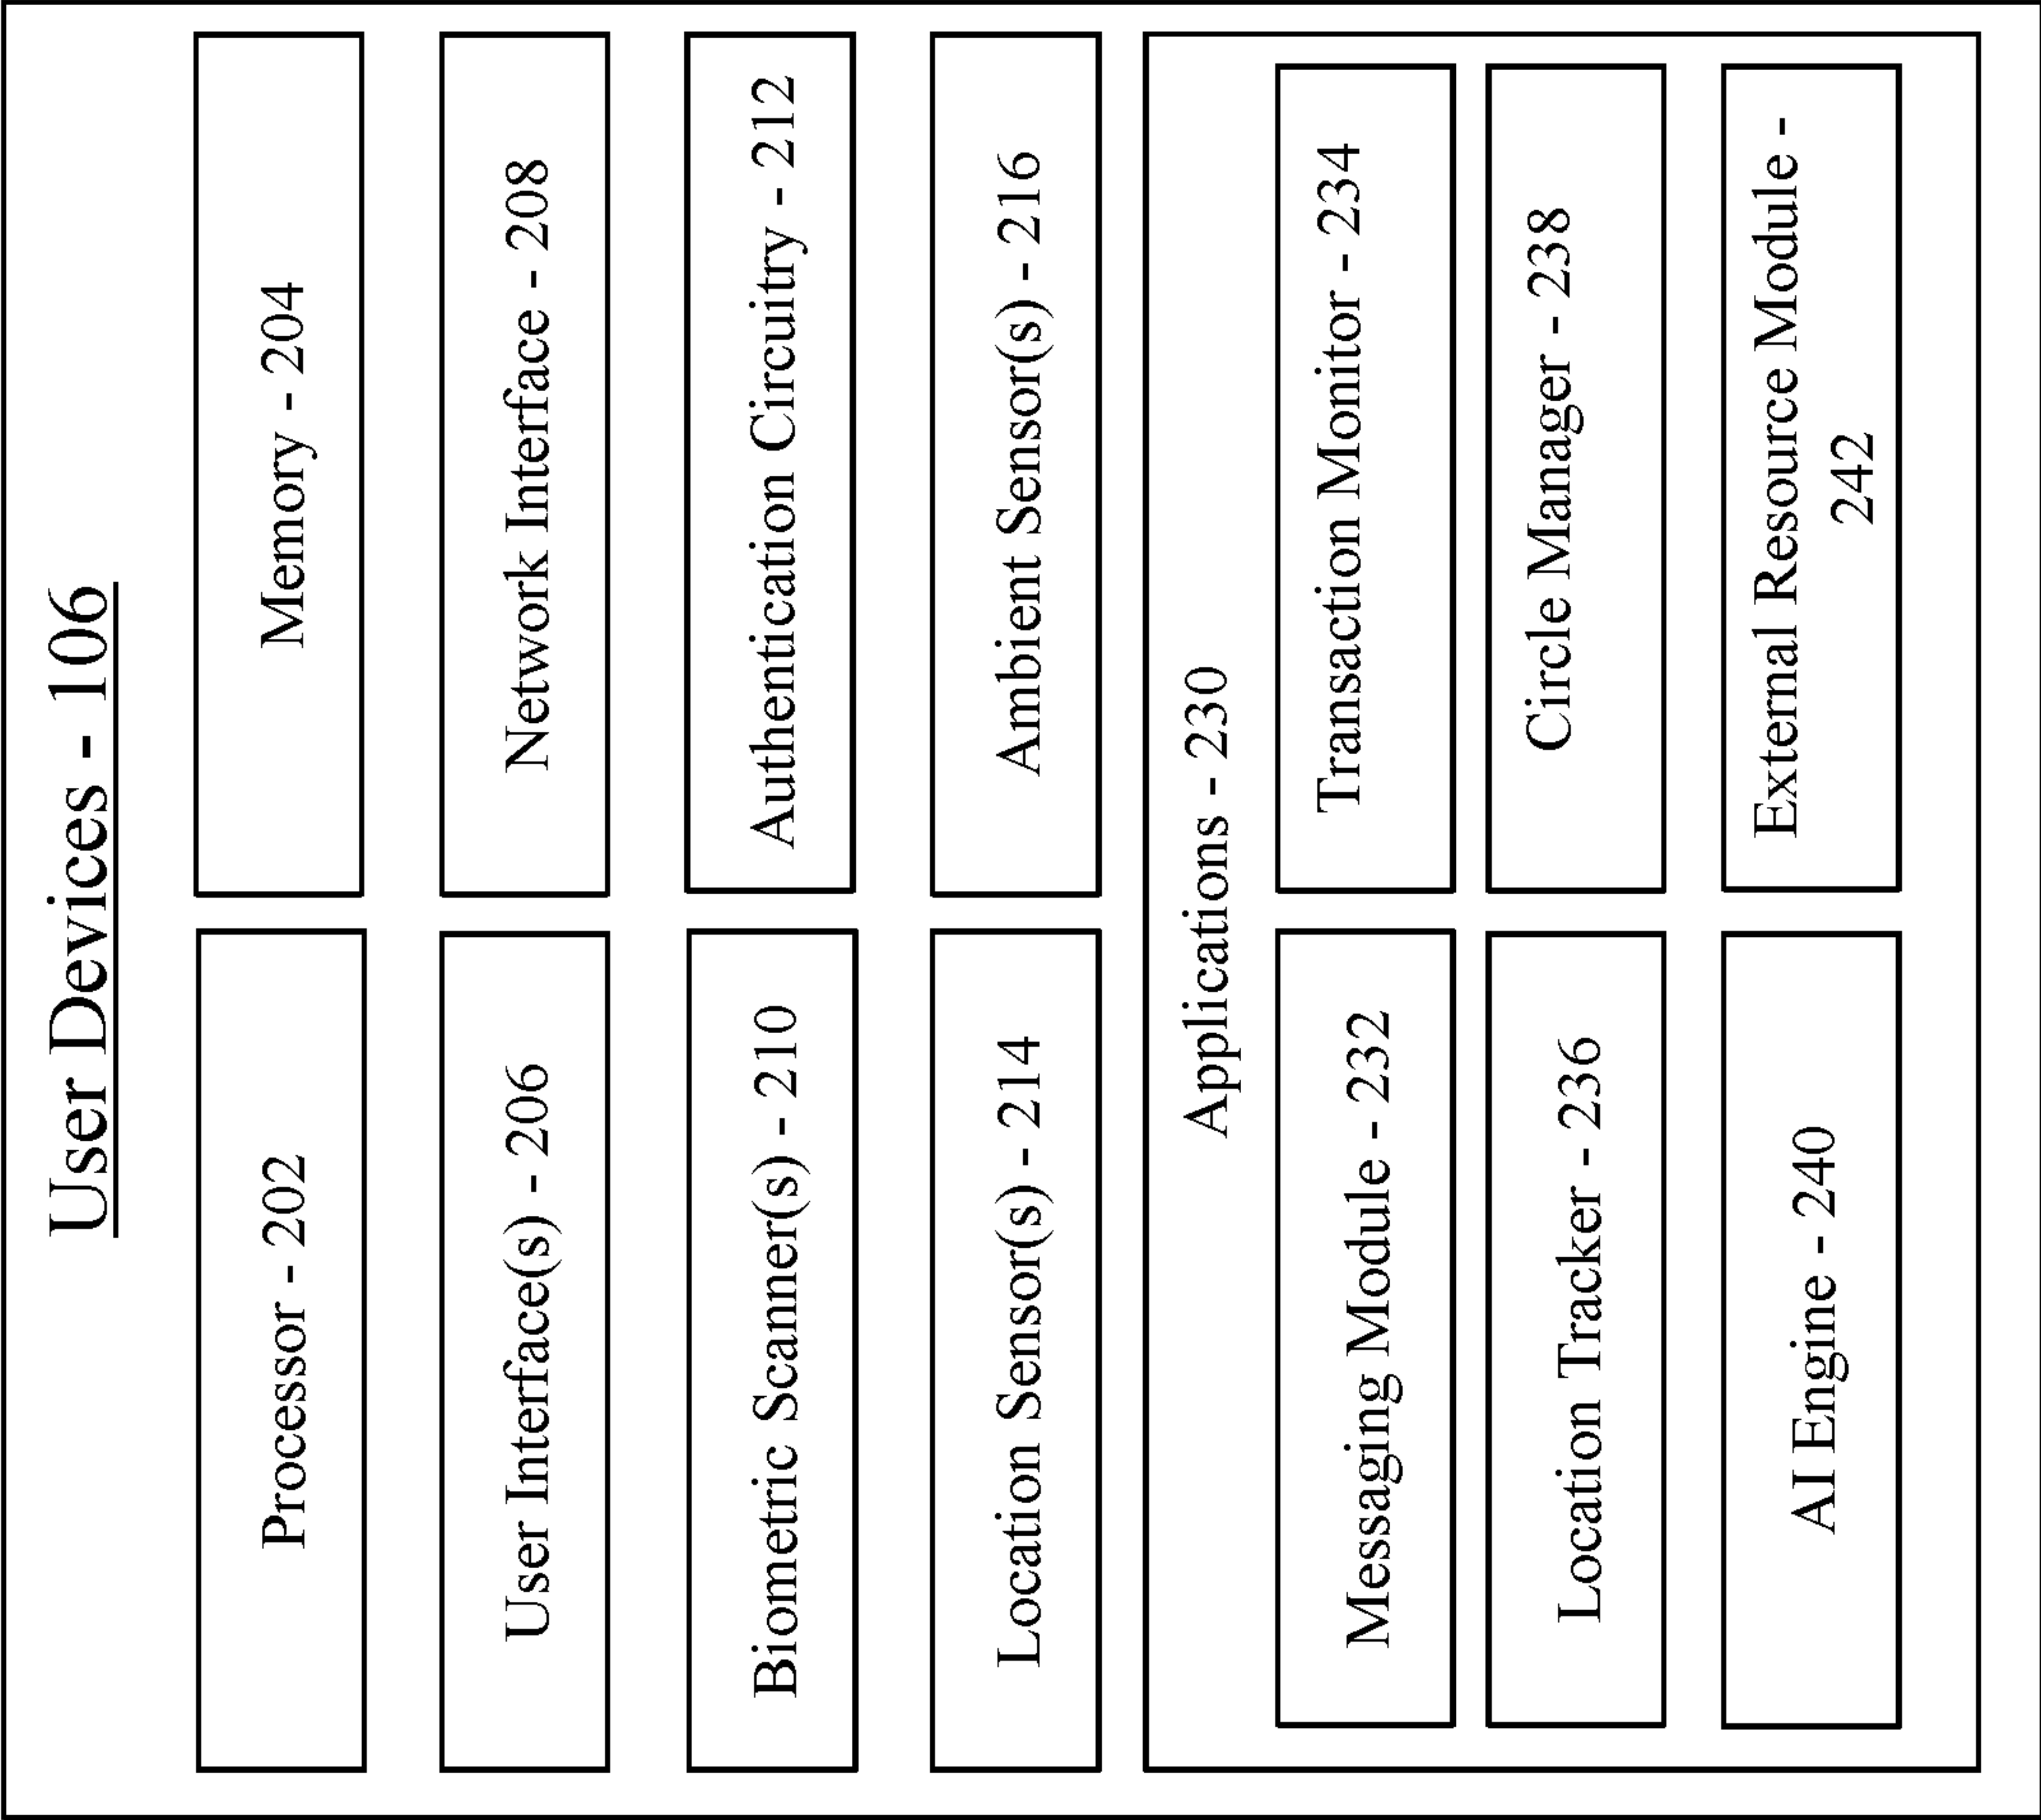 User Devices - 106
Processor - 202
Memory - 204
User Interface(s) - 206
Network Interface - 208
Biometric Scanner(s) - 210
Authentication Circuitry - 212
Location Sensor(s) - 214
Ambient Sensor(s) - 216
Applications - 230
Messaging Module - 232
Transaction Monitor - 234
Location Tracker - 236
Circle Manager - 238
AI Engine - 240
External Resource Module -
242